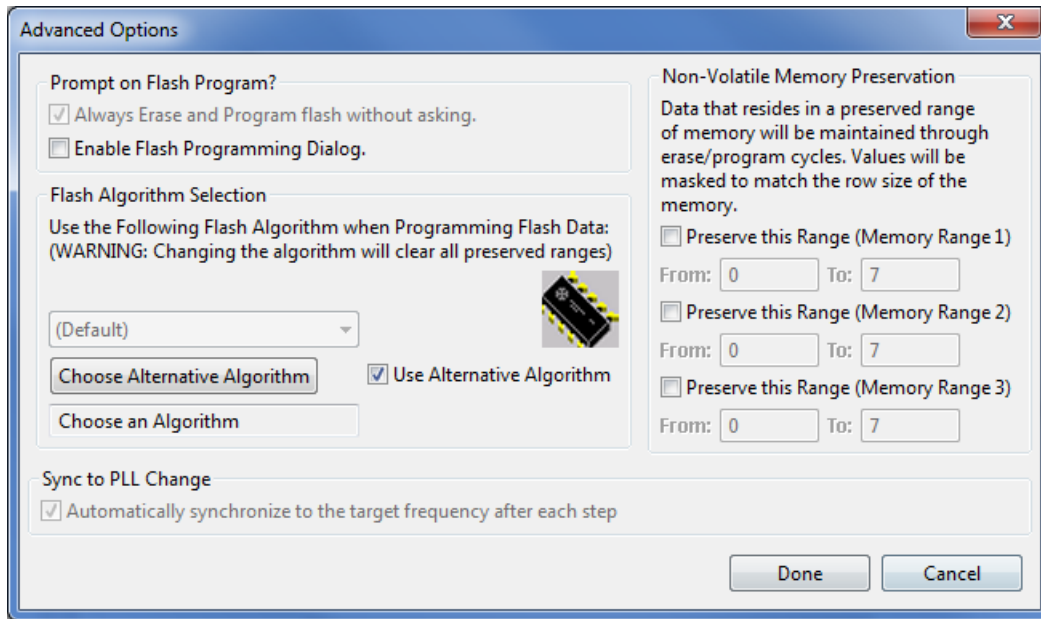 Advanced Options
Prompt on Flash Program?
Always Erase and Program flash without asking.
Enable Flash Programming Dialog.
Flash Algorithm Selection
Use the Following Flash Algorithm when Programming Flash Data:
(WARNING: Changing the algorithm will clear all preserved ranges)
(Default)
Choose Alternative Algorithm
Use Alternative Algorithm
Choose an Algorithm
Non-Volatile Memory Preservation
Data that resides in a preserved range
of memory will be maintained through
erase/program cycles. Values will be
masked to match the row size of the
memory.
Preserve this Range (Memory Range 1)
From: 0 To: 7
Preserve this Range (Memory Range 2)
From: 0 To: 7
Preserve this Range (Memory Range 3)
From: 0 To: 7
Sync to PLL Change
Automatically synchronize to the target frequency after each step
Done Cancel